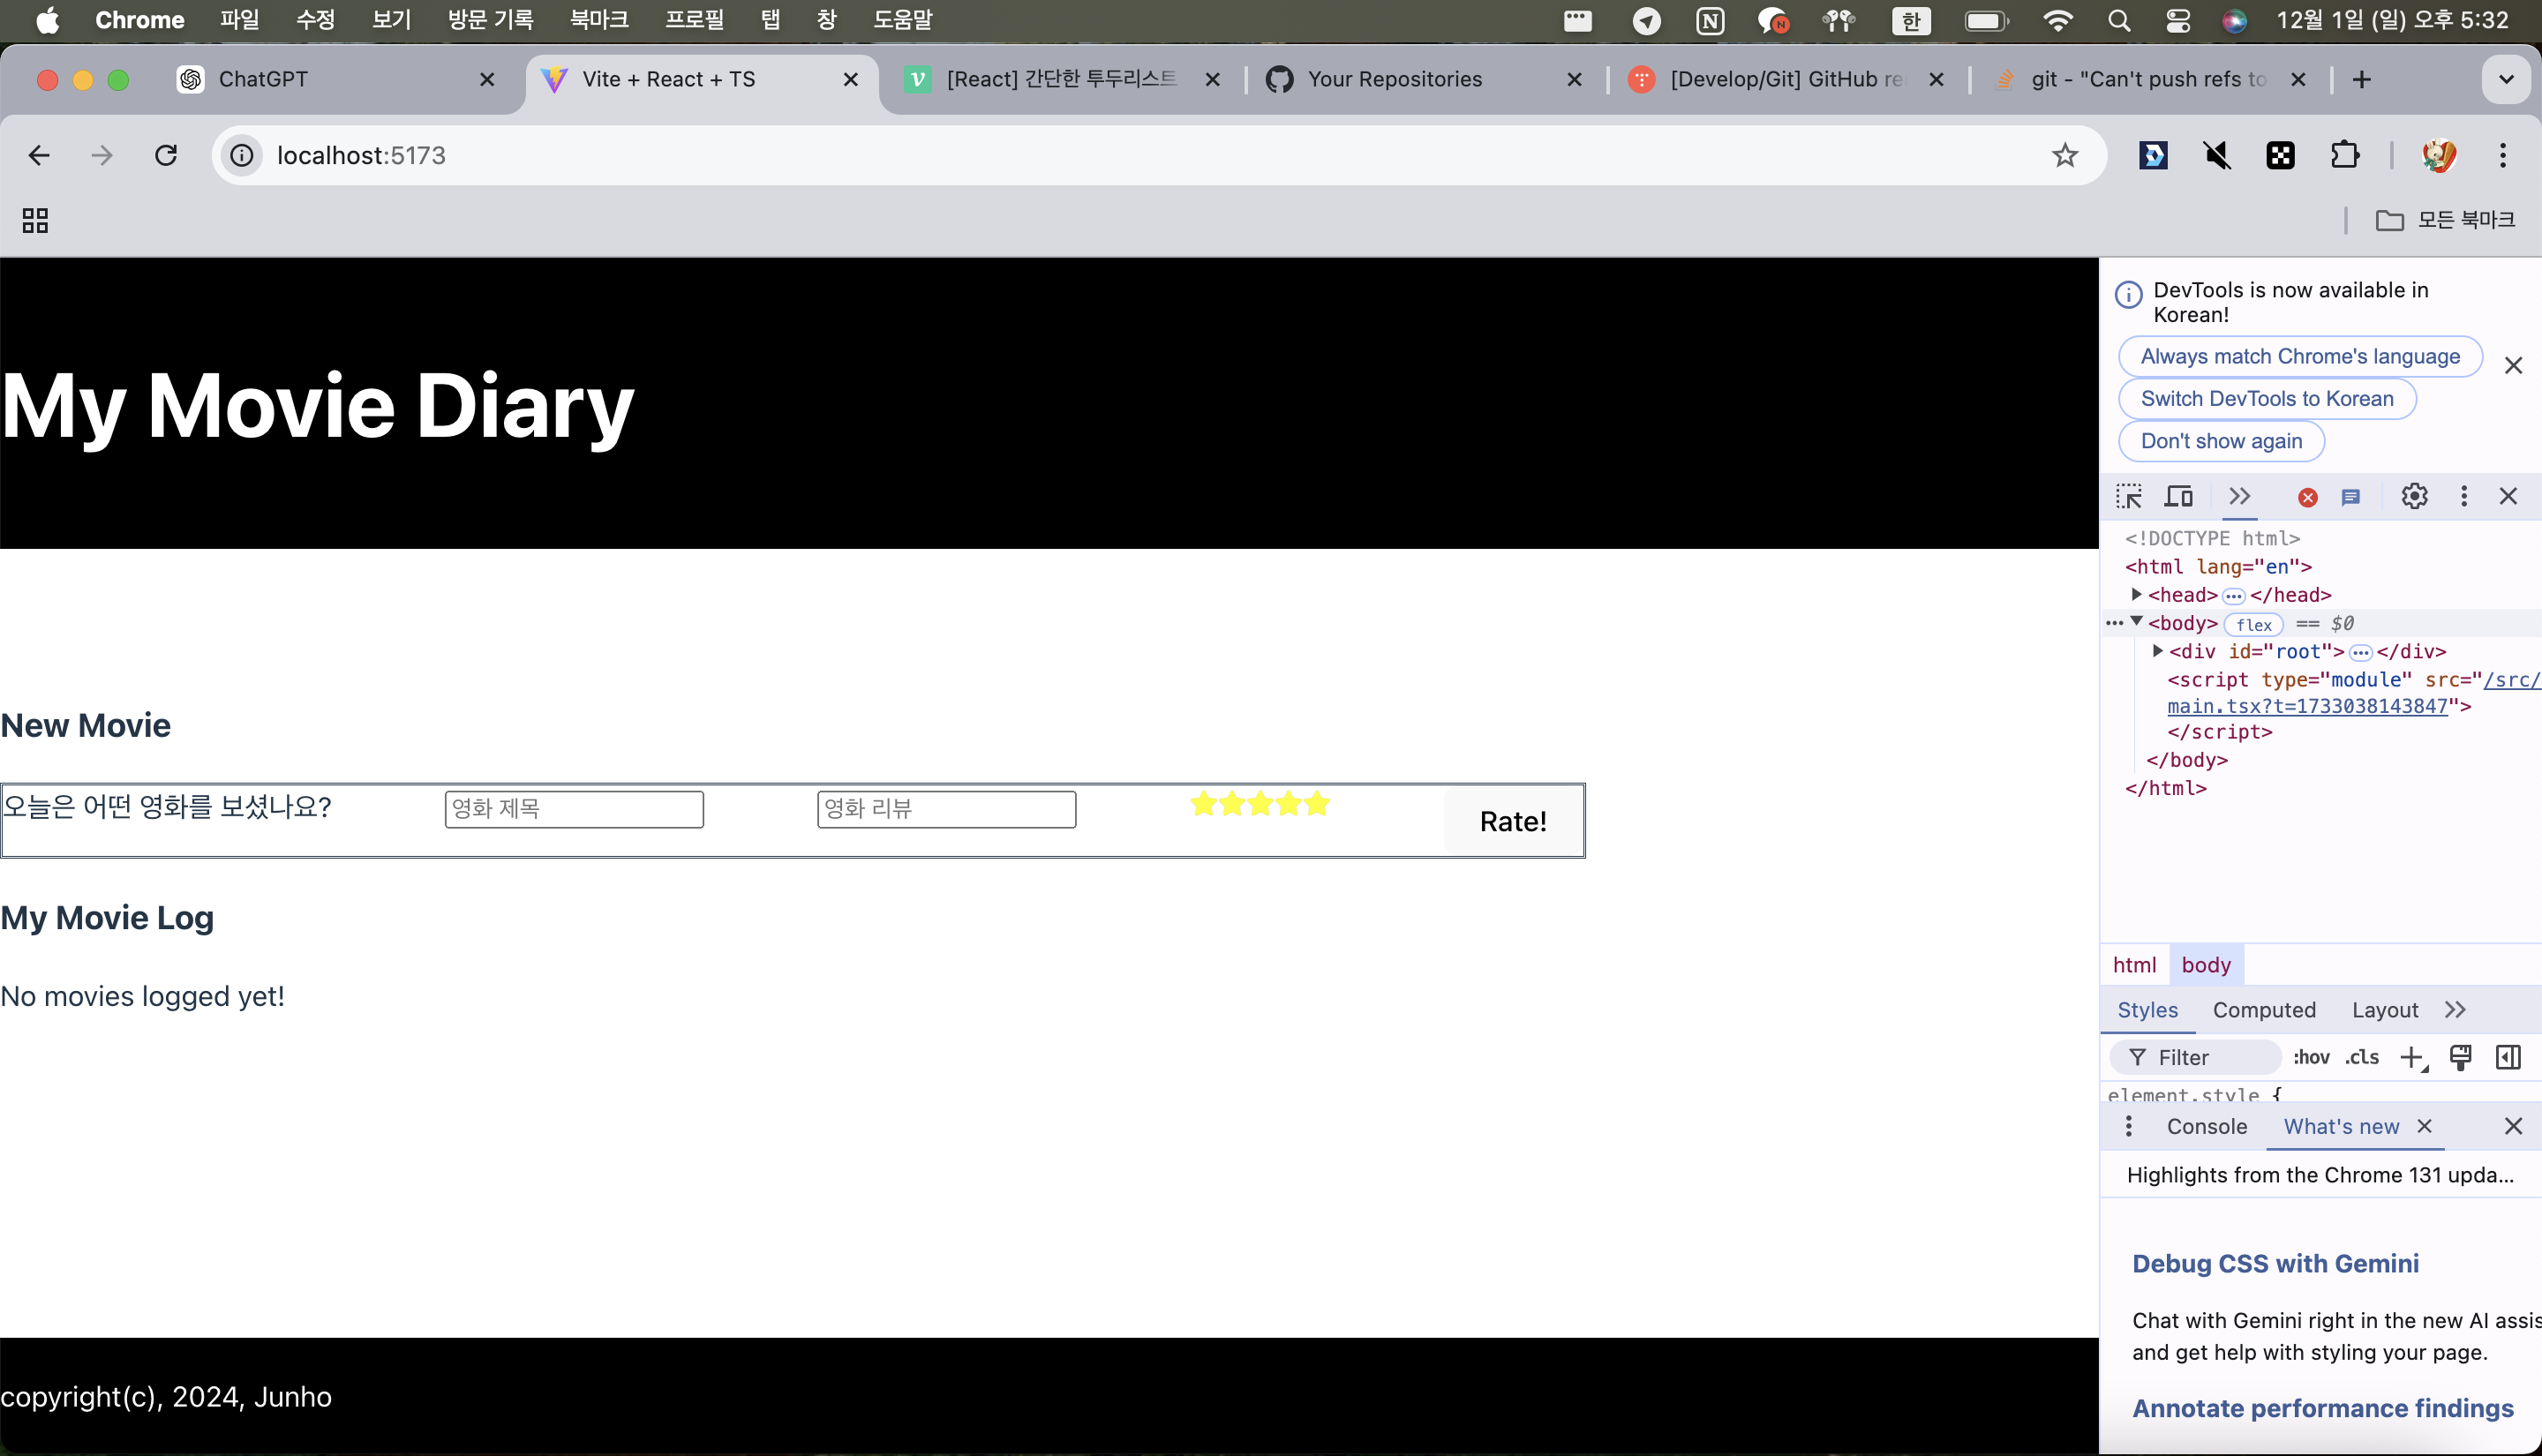 Chrome 파일 수정 보기 방문 기록 북마크 프로필 탭 창 도움말 한 12월 1일 (일) 오후 5:32
ChatGPT Vite + React + TS [React] 간단한 투두리스트 Your Repositories [Develop/Git] GitHub re git - "Can't push refs to
localhost:5173
모든 북마크
My Movie Diary
New Movie
오늘은 어떤 영화를 보셨나요? 영화 제목 영화 리뷰 Rate!
My Movie Log
No movies logged yet!
copyright(c), 2024, Junho
DevTools is now available in
Korean!
Always match Chrome's language
Switch DevTools to Korean
Don't show again
<!DOCTYPE html>
<html lang="en">
<head>…</head>
<body> flex == $0
<div id="root">…</div>
<script type="module" src="/src/
main.tsx?t=1733038143847">
</script>
</body>
</html>
html body
Styles Computed Layout
Filter :hov .cls
element.style {
Console What's new
Highlights from the Chrome 131 upda...
Debug CSS with Gemini
Chat with Gemini right in the new AI assis
and get help with styling your page.
Annotate performance findings